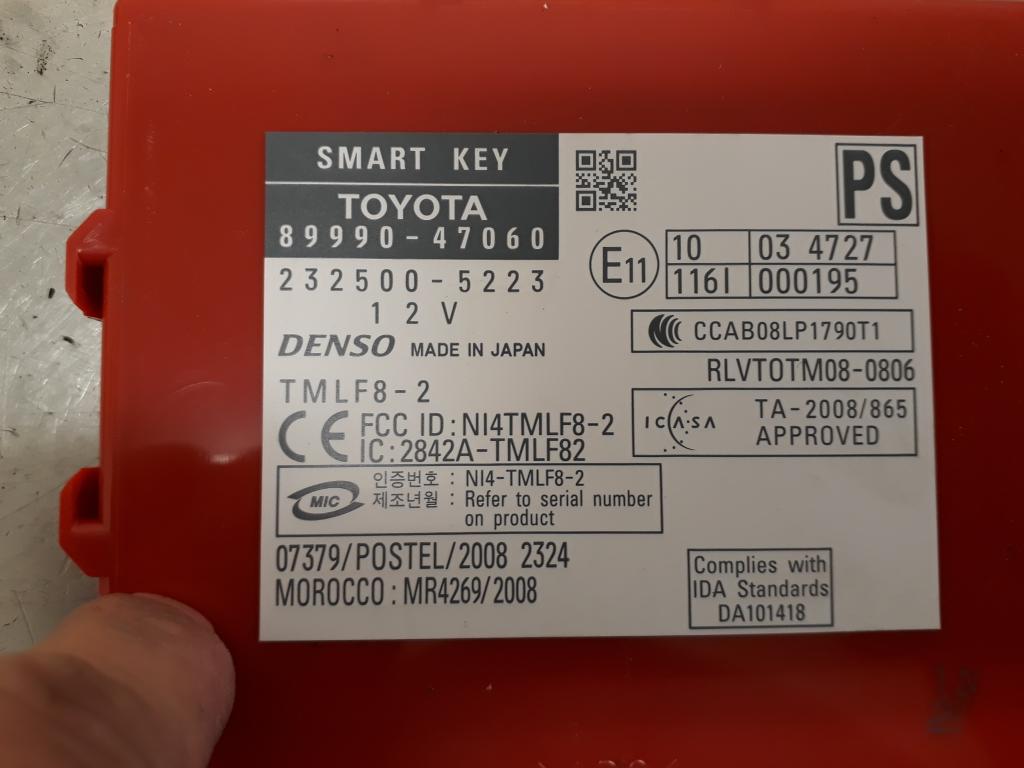 SMART KEY
TOYOTA
89990-47060
232500-5223
12V
DENSO MADE IN JAPAN
TMLF8-2
CE FCC ID:NI4TMLF8-2
IC:2842A-TMLF82
MIC
인증번호 : NI4-TMLF8-2
제조년월 : Refer to serial number
on product
07379/POSTEL/2008 2324
MOROCCO:MR4269/2008
PS
E11
10 03 4727
116I 000195
CCAB08LP1790T1
RLVTOTM08-0806
ICASA
TA-2008/865
APPROVED
Complies with
IDA Standards
DA101418